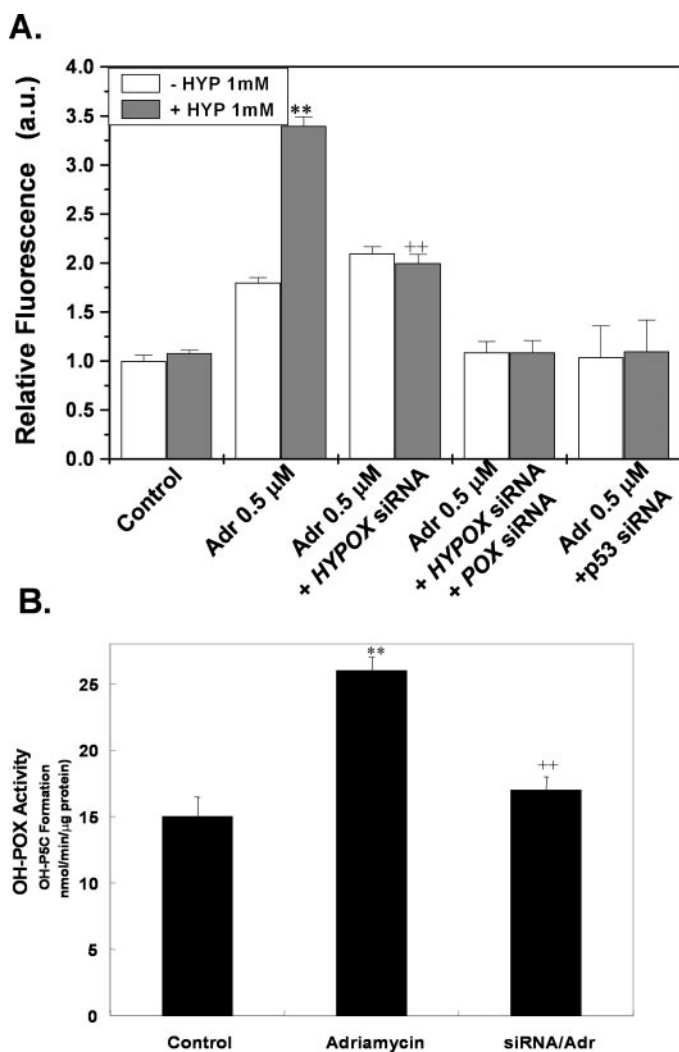 A.
Relative Fluorescence (a.u.)
4.0
3.5
3.0
2.5
2.0
1.5
1.0
0.5
0.0
- HYP 1mM
+ HYP 1mM
**
++
Control
Adr 0.5 µM
Adr 0.5 µM
+ HYPOX siRNA
Adr 0.5 µM
+ HYPOX siRNA
+ POX siRNA
Adr 0.5 µM
+p53 siRNA
B.
OH-POX Activity
OH-P5C Formation
nmol/min/µg protein)
25
20
15
10
5
0
**
++
Control
Adriamycin
siRNA/Adr